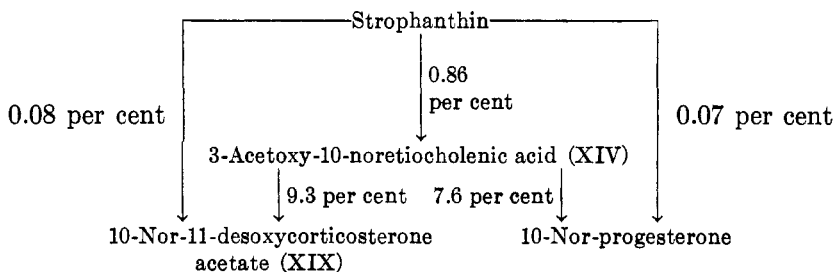 Strophanthin
0.86
per cent
0.08 per cent
0.07 per cent
3-Acetoxy-10-noretiocholenic acid (XIV)
9.3 per cent
7.6 per cent
10-Nor-11-desoxycorticosterone
acetate (XIX)
10-Nor-progesterone